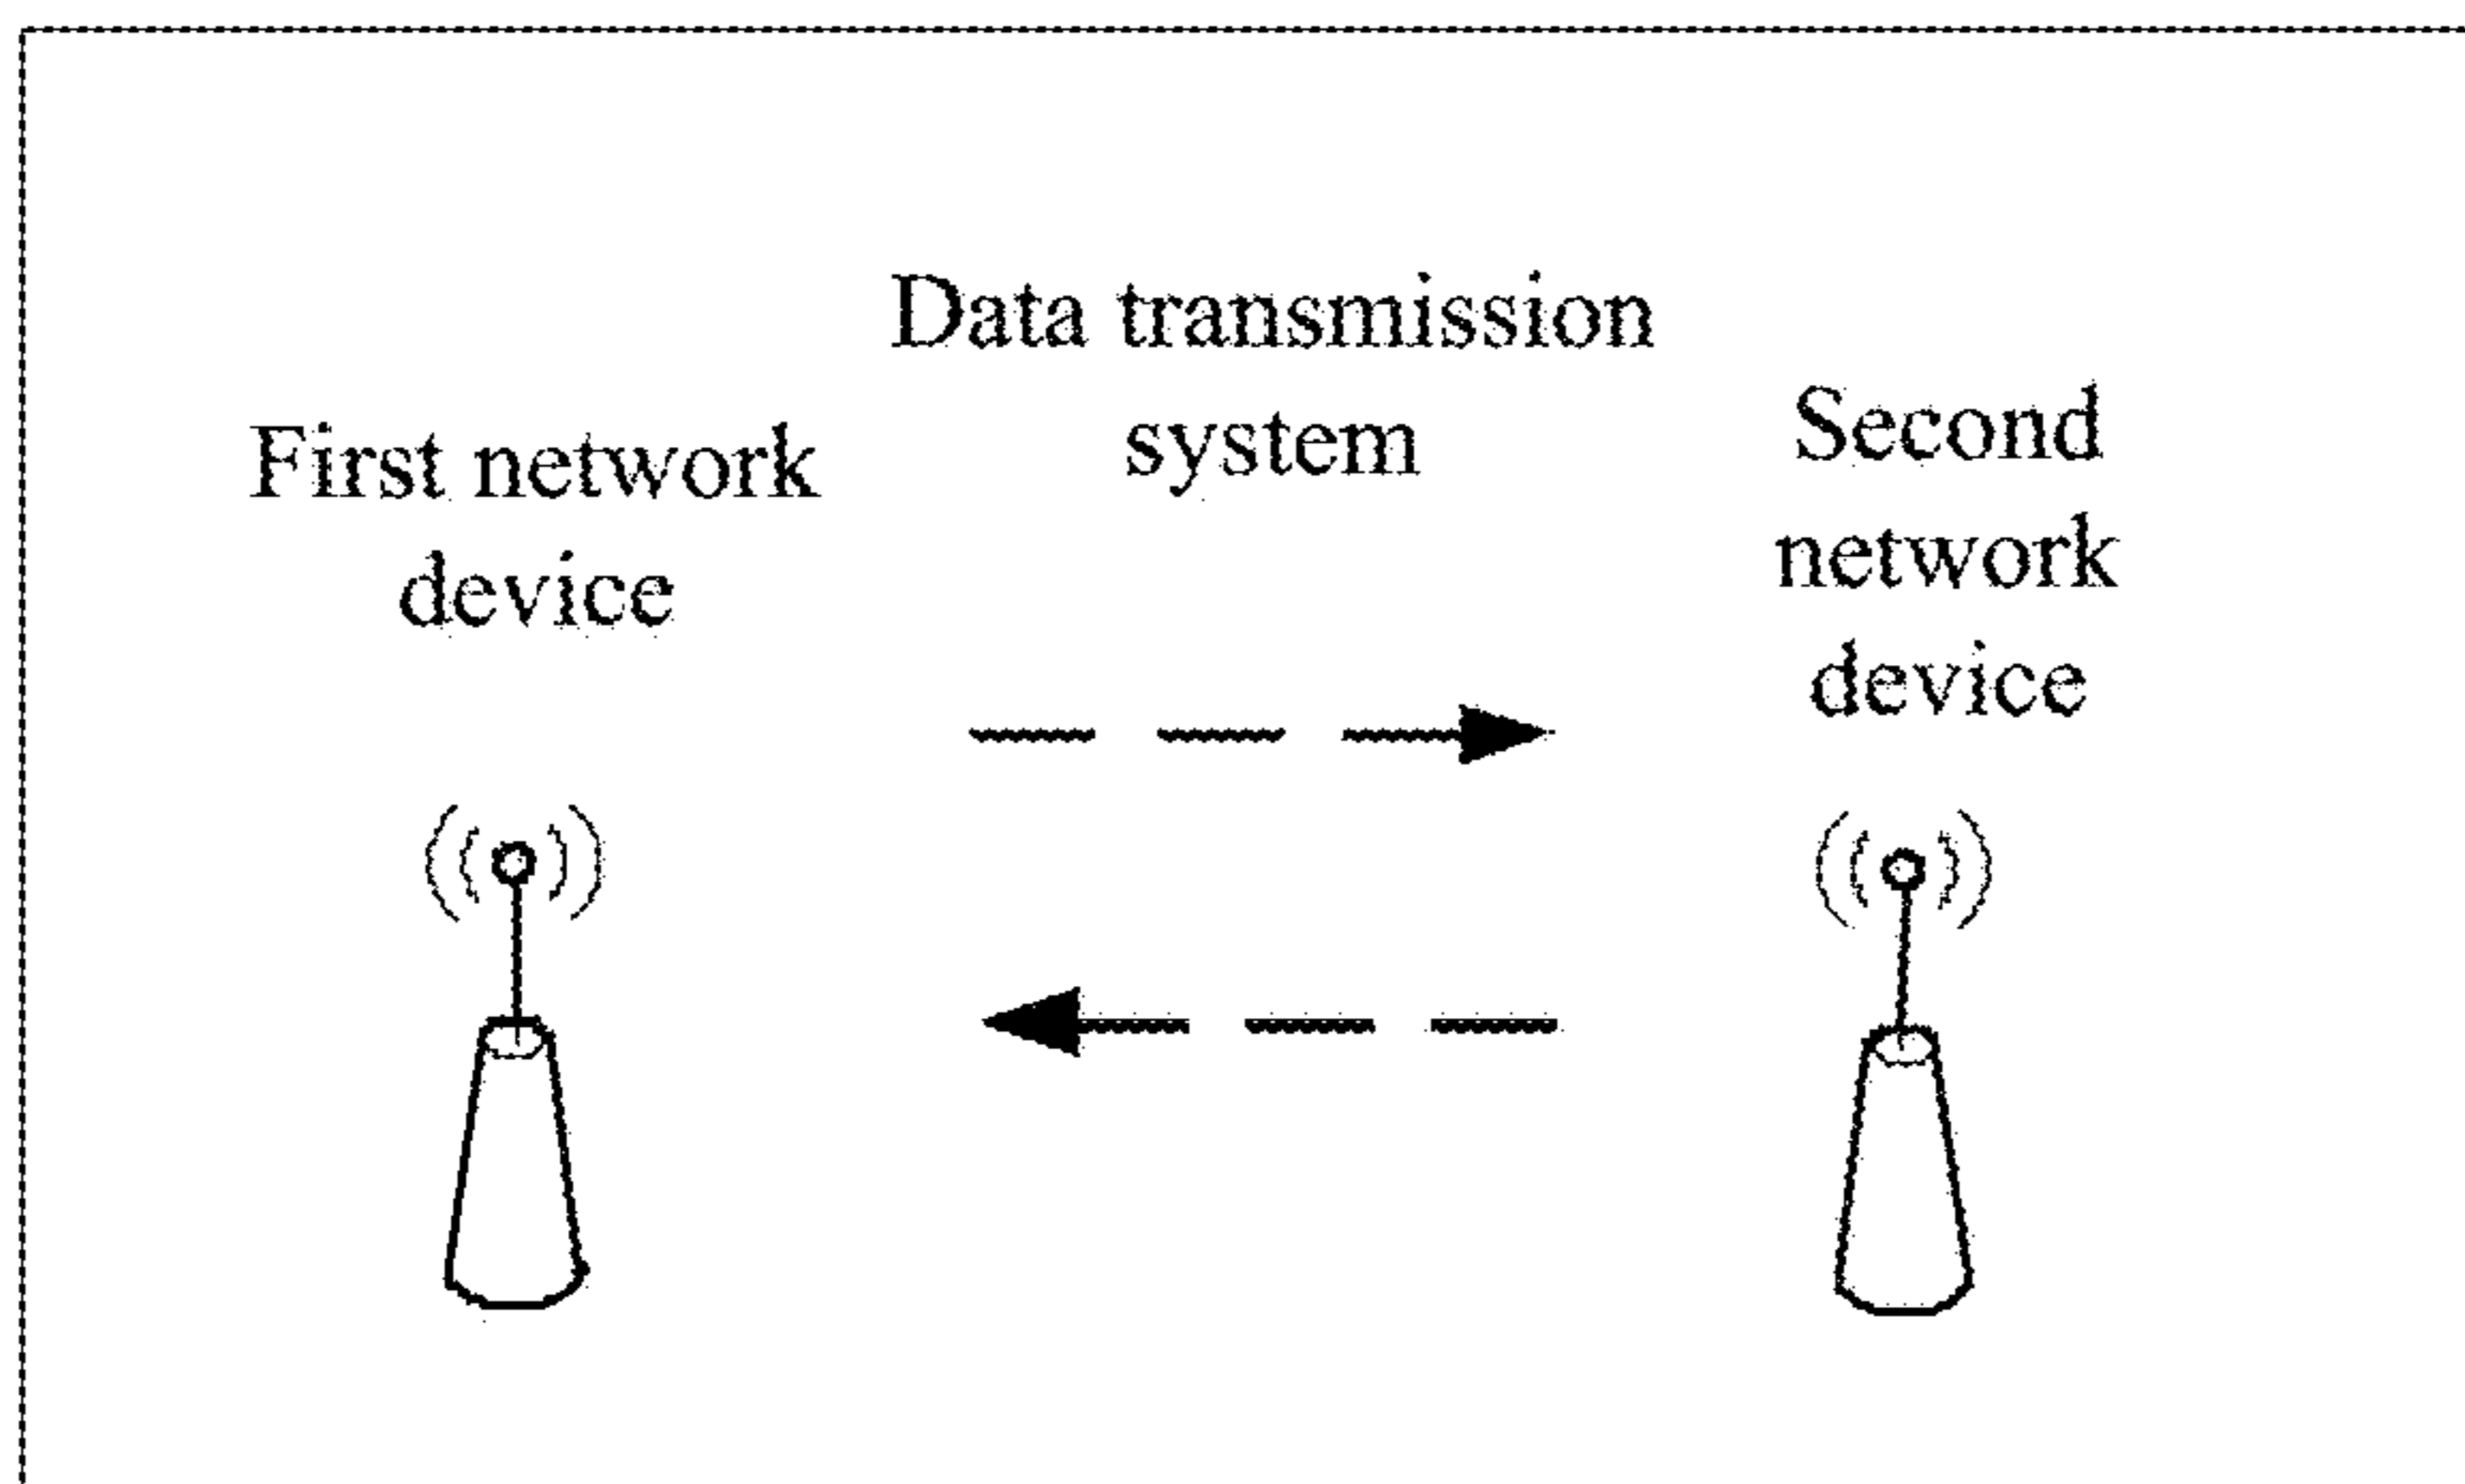 Data transmission
system
First network
device
Second
network
device